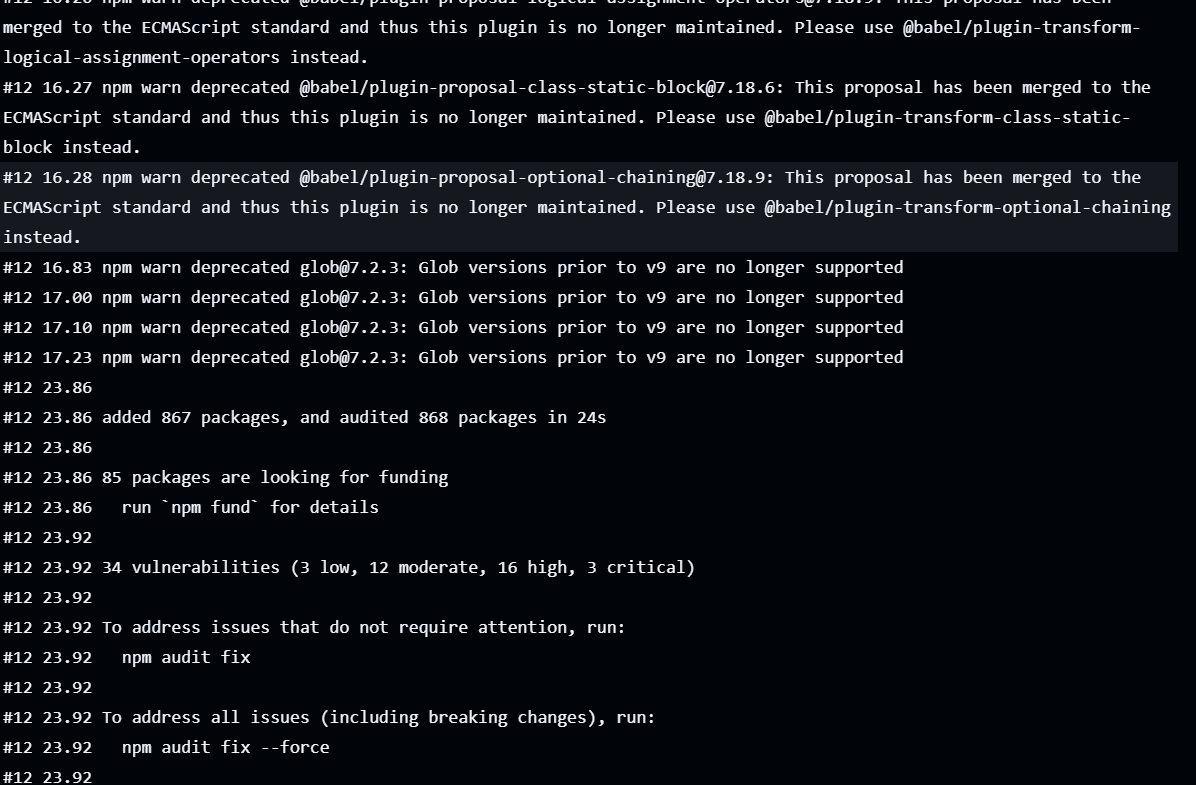 #12 16.26 npm warn deprecated @babel/plugin-proposal-logical-assignment-operators@7.18.9: This proposal has been
merged to the ECMAScript standard and thus this plugin is no longer maintained. Please use @babel/plugin-transform-
logical-assignment-operators instead.
#12 16.27 npm warn deprecated @babel/plugin-proposal-class-static-block@7.18.6: This proposal has been merged to the
ECMAScript standard and thus this plugin is no longer maintained. Please use @babel/plugin-transform-class-static-
block instead.
#12 16.28 npm warn deprecated @babel/plugin-proposal-optional-chaining@7.18.9: This proposal has been merged to the
ECMAScript standard and thus this plugin is no longer maintained. Please use @babel/plugin-transform-optional-chaining
instead.
#12 16.83 npm warn deprecated glob@7.2.3: Glob versions prior to v9 are no longer supported
#12 17.00 npm warn deprecated glob@7.2.3: Glob versions prior to v9 are no longer supported
#12 17.10 npm warn deprecated glob@7.2.3: Glob versions prior to v9 are no longer supported
#12 17.23 npm warn deprecated glob@7.2.3: Glob versions prior to v9 are no longer supported
#12 23.86
#12 23.86 added 867 packages, and audited 868 packages in 24s
#12 23.86
#12 23.86 85 packages are looking for funding
#12 23.86   run `npm fund` for details
#12 23.92
#12 23.92 34 vulnerabilities (3 low, 12 moderate, 16 high, 3 critical)
#12 23.92
#12 23.92 To address issues that do not require attention, run:
#12 23.92   npm audit fix
#12 23.92
#12 23.92 To address all issues (including breaking changes), run:
#12 23.92   npm audit fix --force
#12 23.92